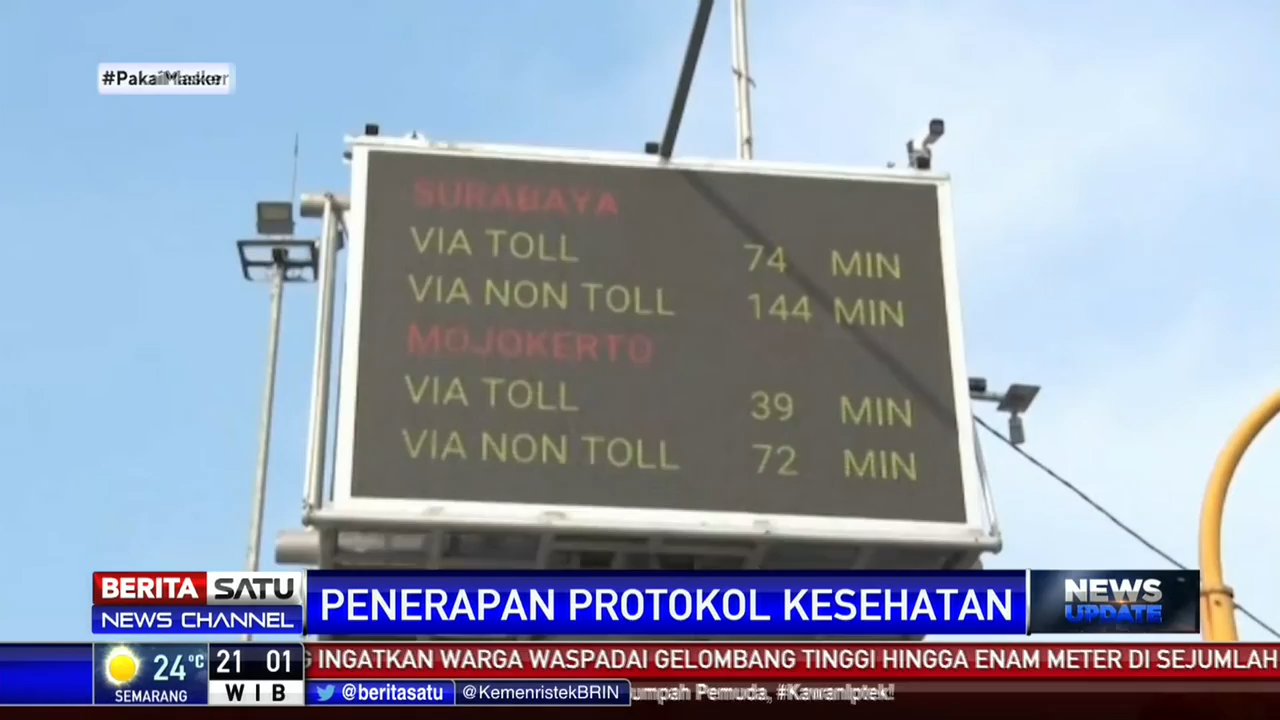 SURABAYA
VIA TOLL 74 MIN
VIA NON TOLL 144 MIN
MOJOKERTO
VIA TOLL 39 MIN
VIA NON TOLL 72 MIN
BERITA SATU
NEWS CHANNEL
PENERAPAN PROTOKOL KESEHATAN
NEWS
UPDATE
24°C
SEMARANG
21 01
WIB
INGATKAN WARGA WASPADAI GELOMBANG TINGGI HINGGA ENAM METER DI SEJUMLAH
@beritasatu
@KemenristekBRIN
Pemuda, #KawanIptek!